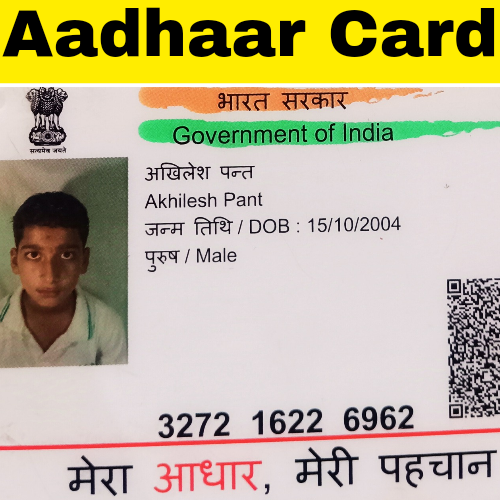 Aadhaar Card
भारत सरकार
Government of India
सत्यमेव जयते
अखिलेश पन्त
Akhilesh Pant
जन्म तिथि / DOB : 15/10/2004
पुरुष / Male
3272 1622 6962
मेरा आधार, मेरी पहचान